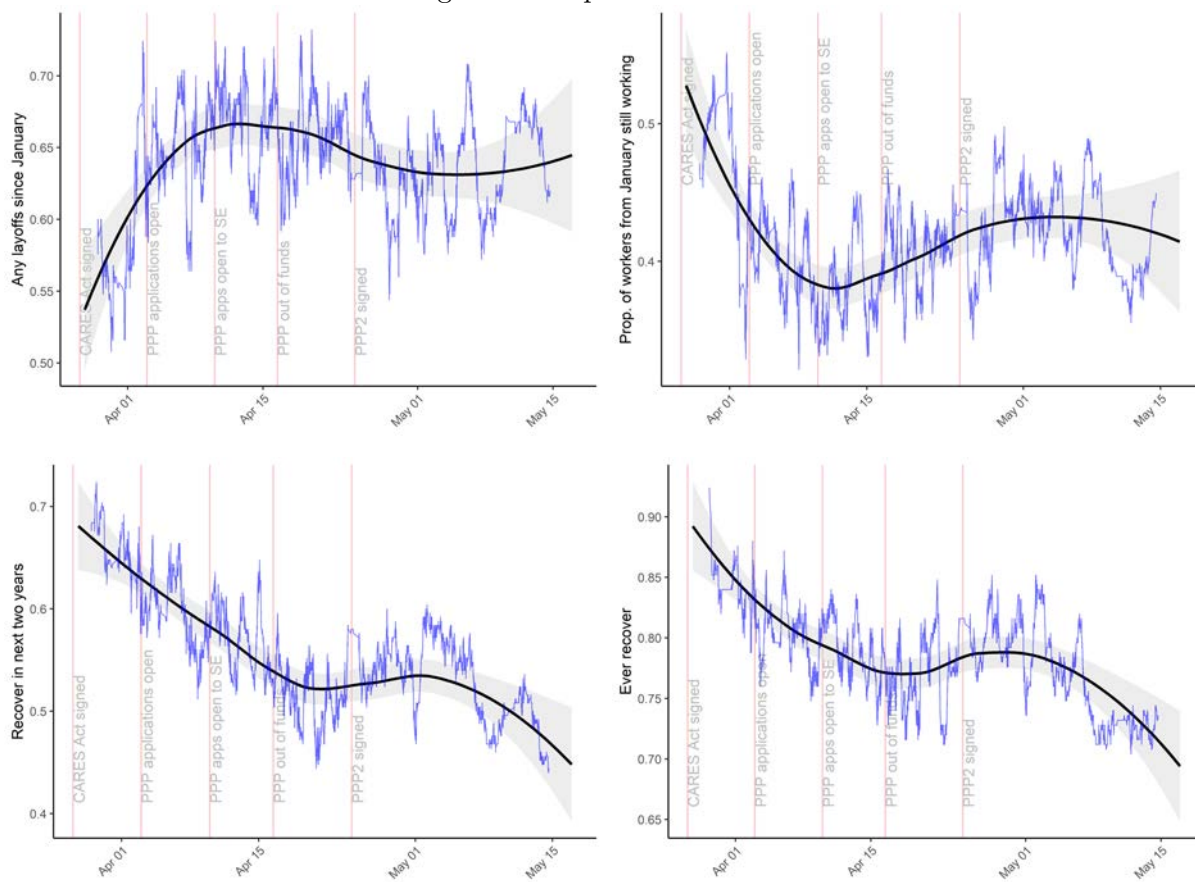 Any layoffs since January
0.70
0.65
0.60
0.55
0.50
CARES Act signed
PPP applications open
PPP apps open to SE
PPP out of funds
PPP2 signed
Apr 01
Apr 15
May 01
May 15
Prop. of workers from January still working
0.5
0.4
CARES Act signed
PPP applications open
PPP apps open to SE
PPP out of funds
PPP2 signed
Apr 01
Apr 15
May 01
May 15
Recover in next two years
0.7
0.6
0.5
0.4
CARES Act signed
PPP applications open
PPP apps open to SE
PPP out of funds
PPP2 signed
Apr 01
Apr 15
May 01
May 15
Ever recover
0.90
0.85
0.80
0.75
0.70
0.65
CARES Act signed
PPP applications open
PPP apps open to SE
PPP out of funds
PPP2 signed
Apr 01
Apr 15
May 01
May 15